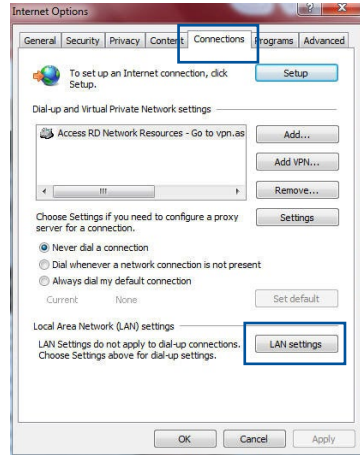 Internet Options
General Security Privacy Content Connections Programs Advanced
To set up an Internet connection, click
Setup.
Setup
Dial-up and Virtual Private Network settings
Access RD Network Resources - Go to vpn.as
Add...
Add VPN...
Remove...
Choose Settings if you need to configure a proxy
server for a connection.
Settings
Never dial a connection
Dial whenever a network connection is not present
Always dial my default connection
Current None
Set default
Local Area Network (LAN) settings
LAN Settings do not apply to dial-up connections.
Choose Settings above for dial-up settings.
LAN settings
OK Cancel Apply